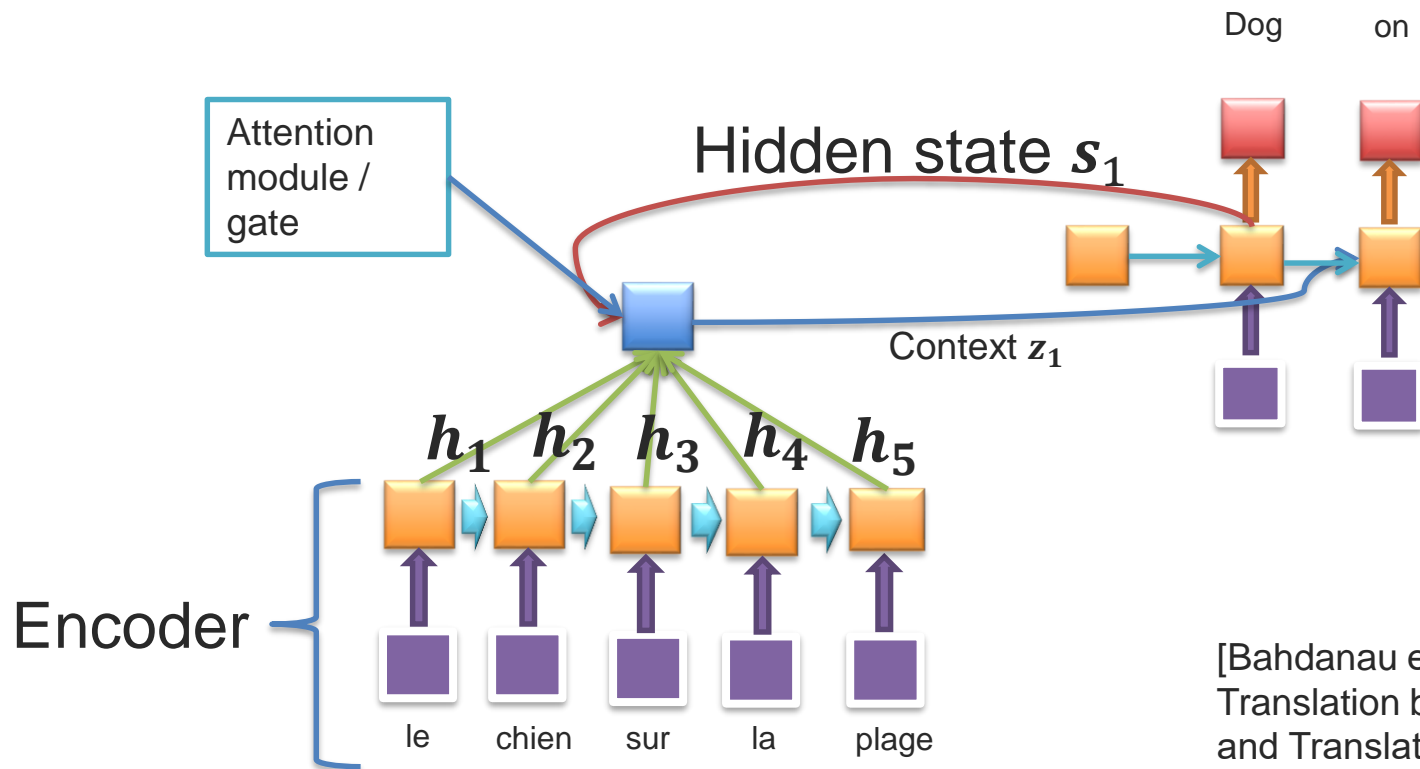 Dog on
Attention
module /
gate
Hidden state s₁
Context z₁
h₁ h₂ h₃ h₄ h₅
Encoder
le chien sur la plage
[Bahdanau
Translation
and